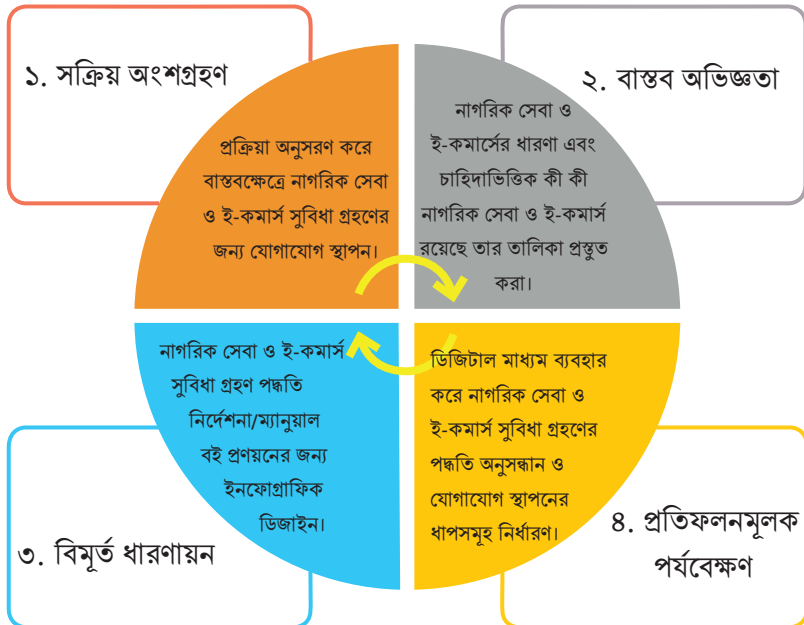 ১. সক্রিয় অংশগ্রহণ
প্রক্রিয়া অনুসরণ করে
বাস্তবক্ষেত্রে নাগরিক সেবা
ও ই-কমার্স সুবিধা গ্রহণের
জন্য যোগাযোগ স্থাপন।
২. বাস্তব অভিজ্ঞতা
নাগরিক সেবা ও
ই-কমার্সের ধারণা এবং
চাহিদাভিত্তিক কী কী
নাগরিক সেবা ও ই-কমার্স
রয়েছে তার তালিকা প্রস্তুত
করা।
নাগরিক সেবা ও ই-কমার্স
সুবিধা গ্রহণ পদ্ধতি
নির্দেশনা/ম্যানুয়াল
বই প্রণয়নের জন্য
ইনফোগ্রাফিক
ডিজাইন।
৩. বিমূর্ত ধারণায়ন
ডিজিটাল মাধ্যম ব্যবহার
করে নাগরিক সেবা ও
ই-কমার্স সুবিধা গ্রহণের
পদ্ধতি অনুসন্ধান ও
যোগাযোগ স্থাপনের
ধাপসমূহ নির্ধারণ।
৪. প্রতিফলনমূলক
পর্যবেক্ষণ